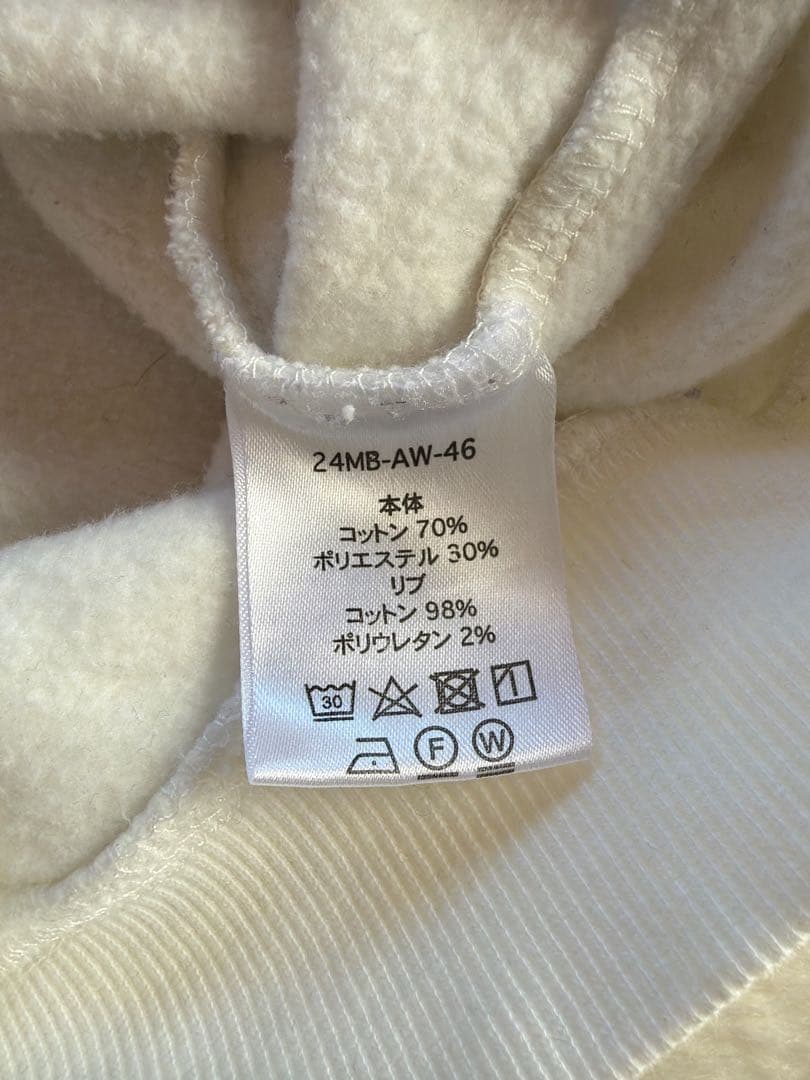 24MB-AW-46
本体
コットン 70%
ポリエステル 30%
リブ
コットン 98%
ポリウレタン 2%
30
F W